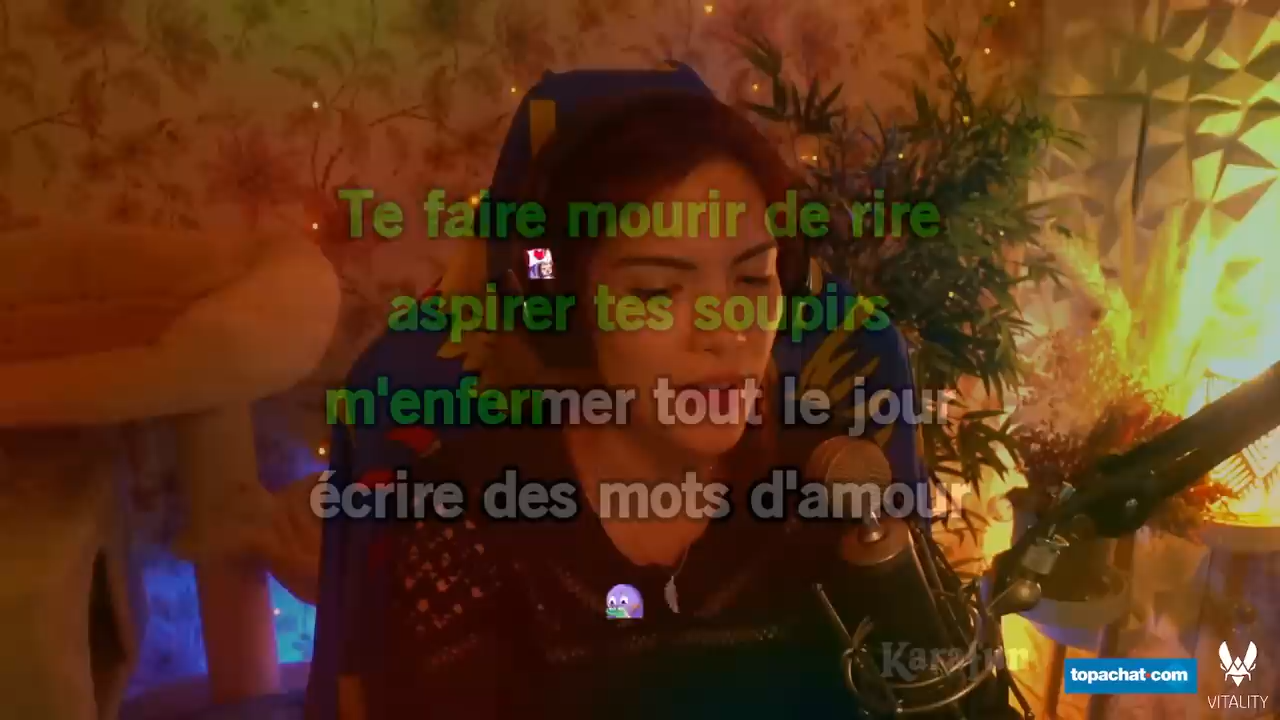 Te faire mourir de rire
aspirer tes soupirs
m'enfermer tout le jour
écrire des mots d'amour
Karafun
topachat.com
VITALITY